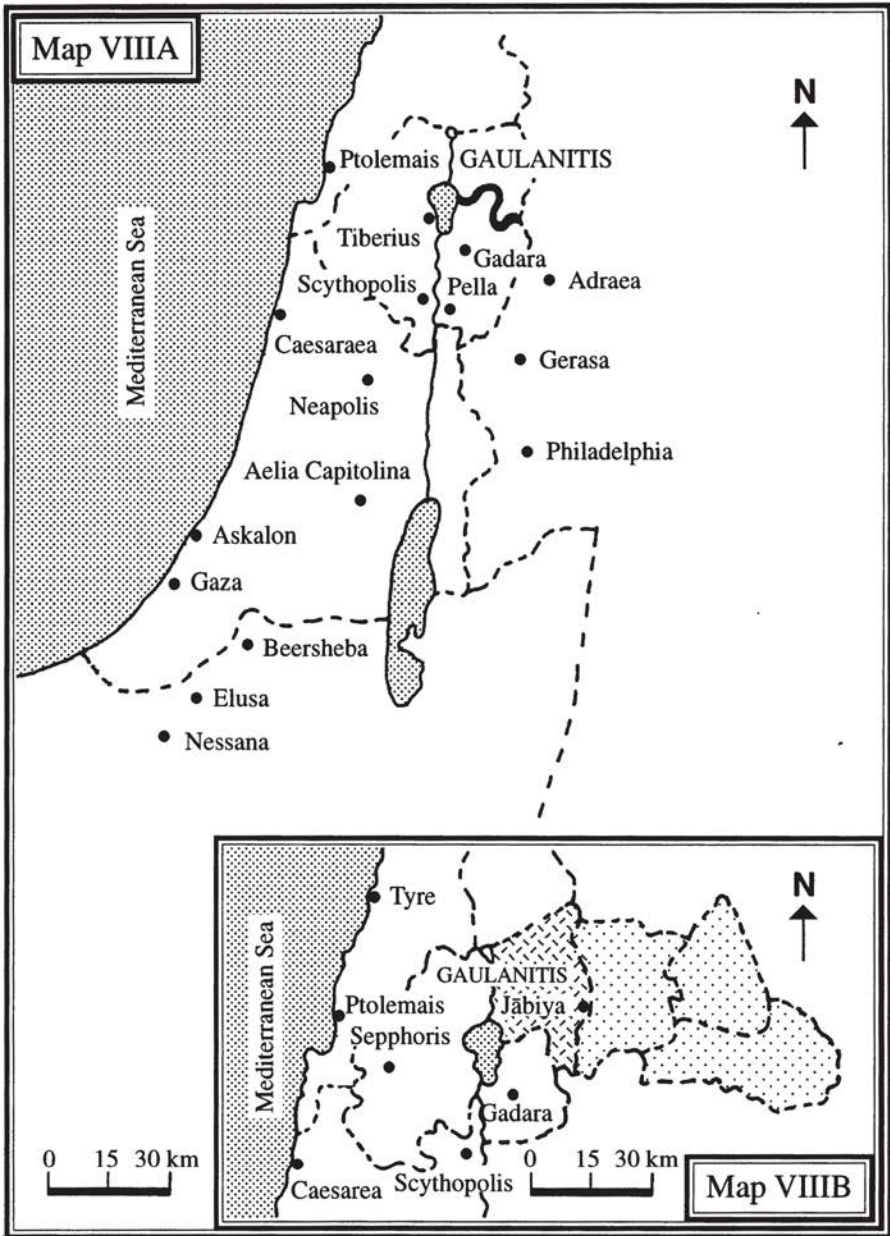 Map VIIIA
N
Ptolemais
GAULANITIS
Mediterranean Sea
Tiberius
Gadara
Scythopolis
Pella
Adraea
Caesaraea
Gerasa
Neapolis
Philadelphia
Aelia Capitolina
Askalon
Gaza
Beersheba
Elusa
Nessana
0 15 30 km
N
Mediterranean Sea
Tyre
GAULANITIS
Jābiya
Ptolemais
Sepphoris
Gadara
Scythopolis
Caesarea
0 15 30 km
Map VIIIB